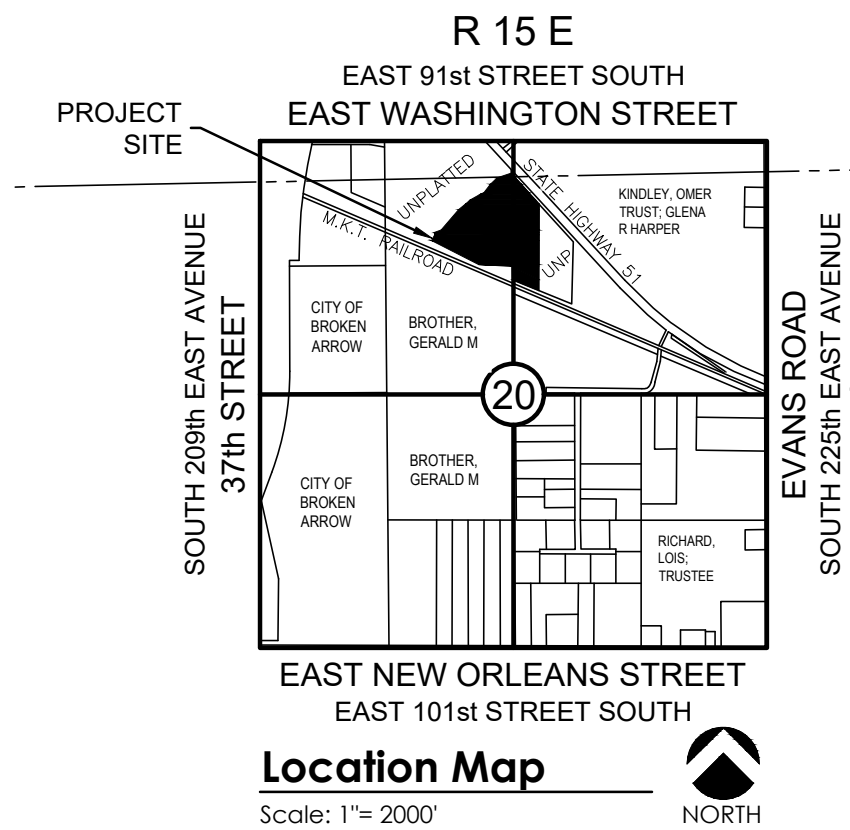 R 15 E
EAST 91st STREET SOUTH
EAST WASHINGTON STREET
PROJECT
SITE
UNPLATTED
STATE HIGHWAY 51
KINDLEY, OMER
TRUST; GLENA
R HARPER
M.K.T. RAILROAD
UNP
SOUTH 209th EAST AVENUE
37th STREET
CITY OF
BROKEN
ARROW
BROTHER,
GERALD M
20
EVANS ROAD
SOUTH 225th EAST AVENUE
CITY OF
BROKEN
ARROW
BROTHER,
GERALD M
RICHARD,
LOIS;
TRUSTEE
EAST NEW ORLEANS STREET
EAST 101st STREET SOUTH
Location Map
Scale: 1"= 2000'
NORTH